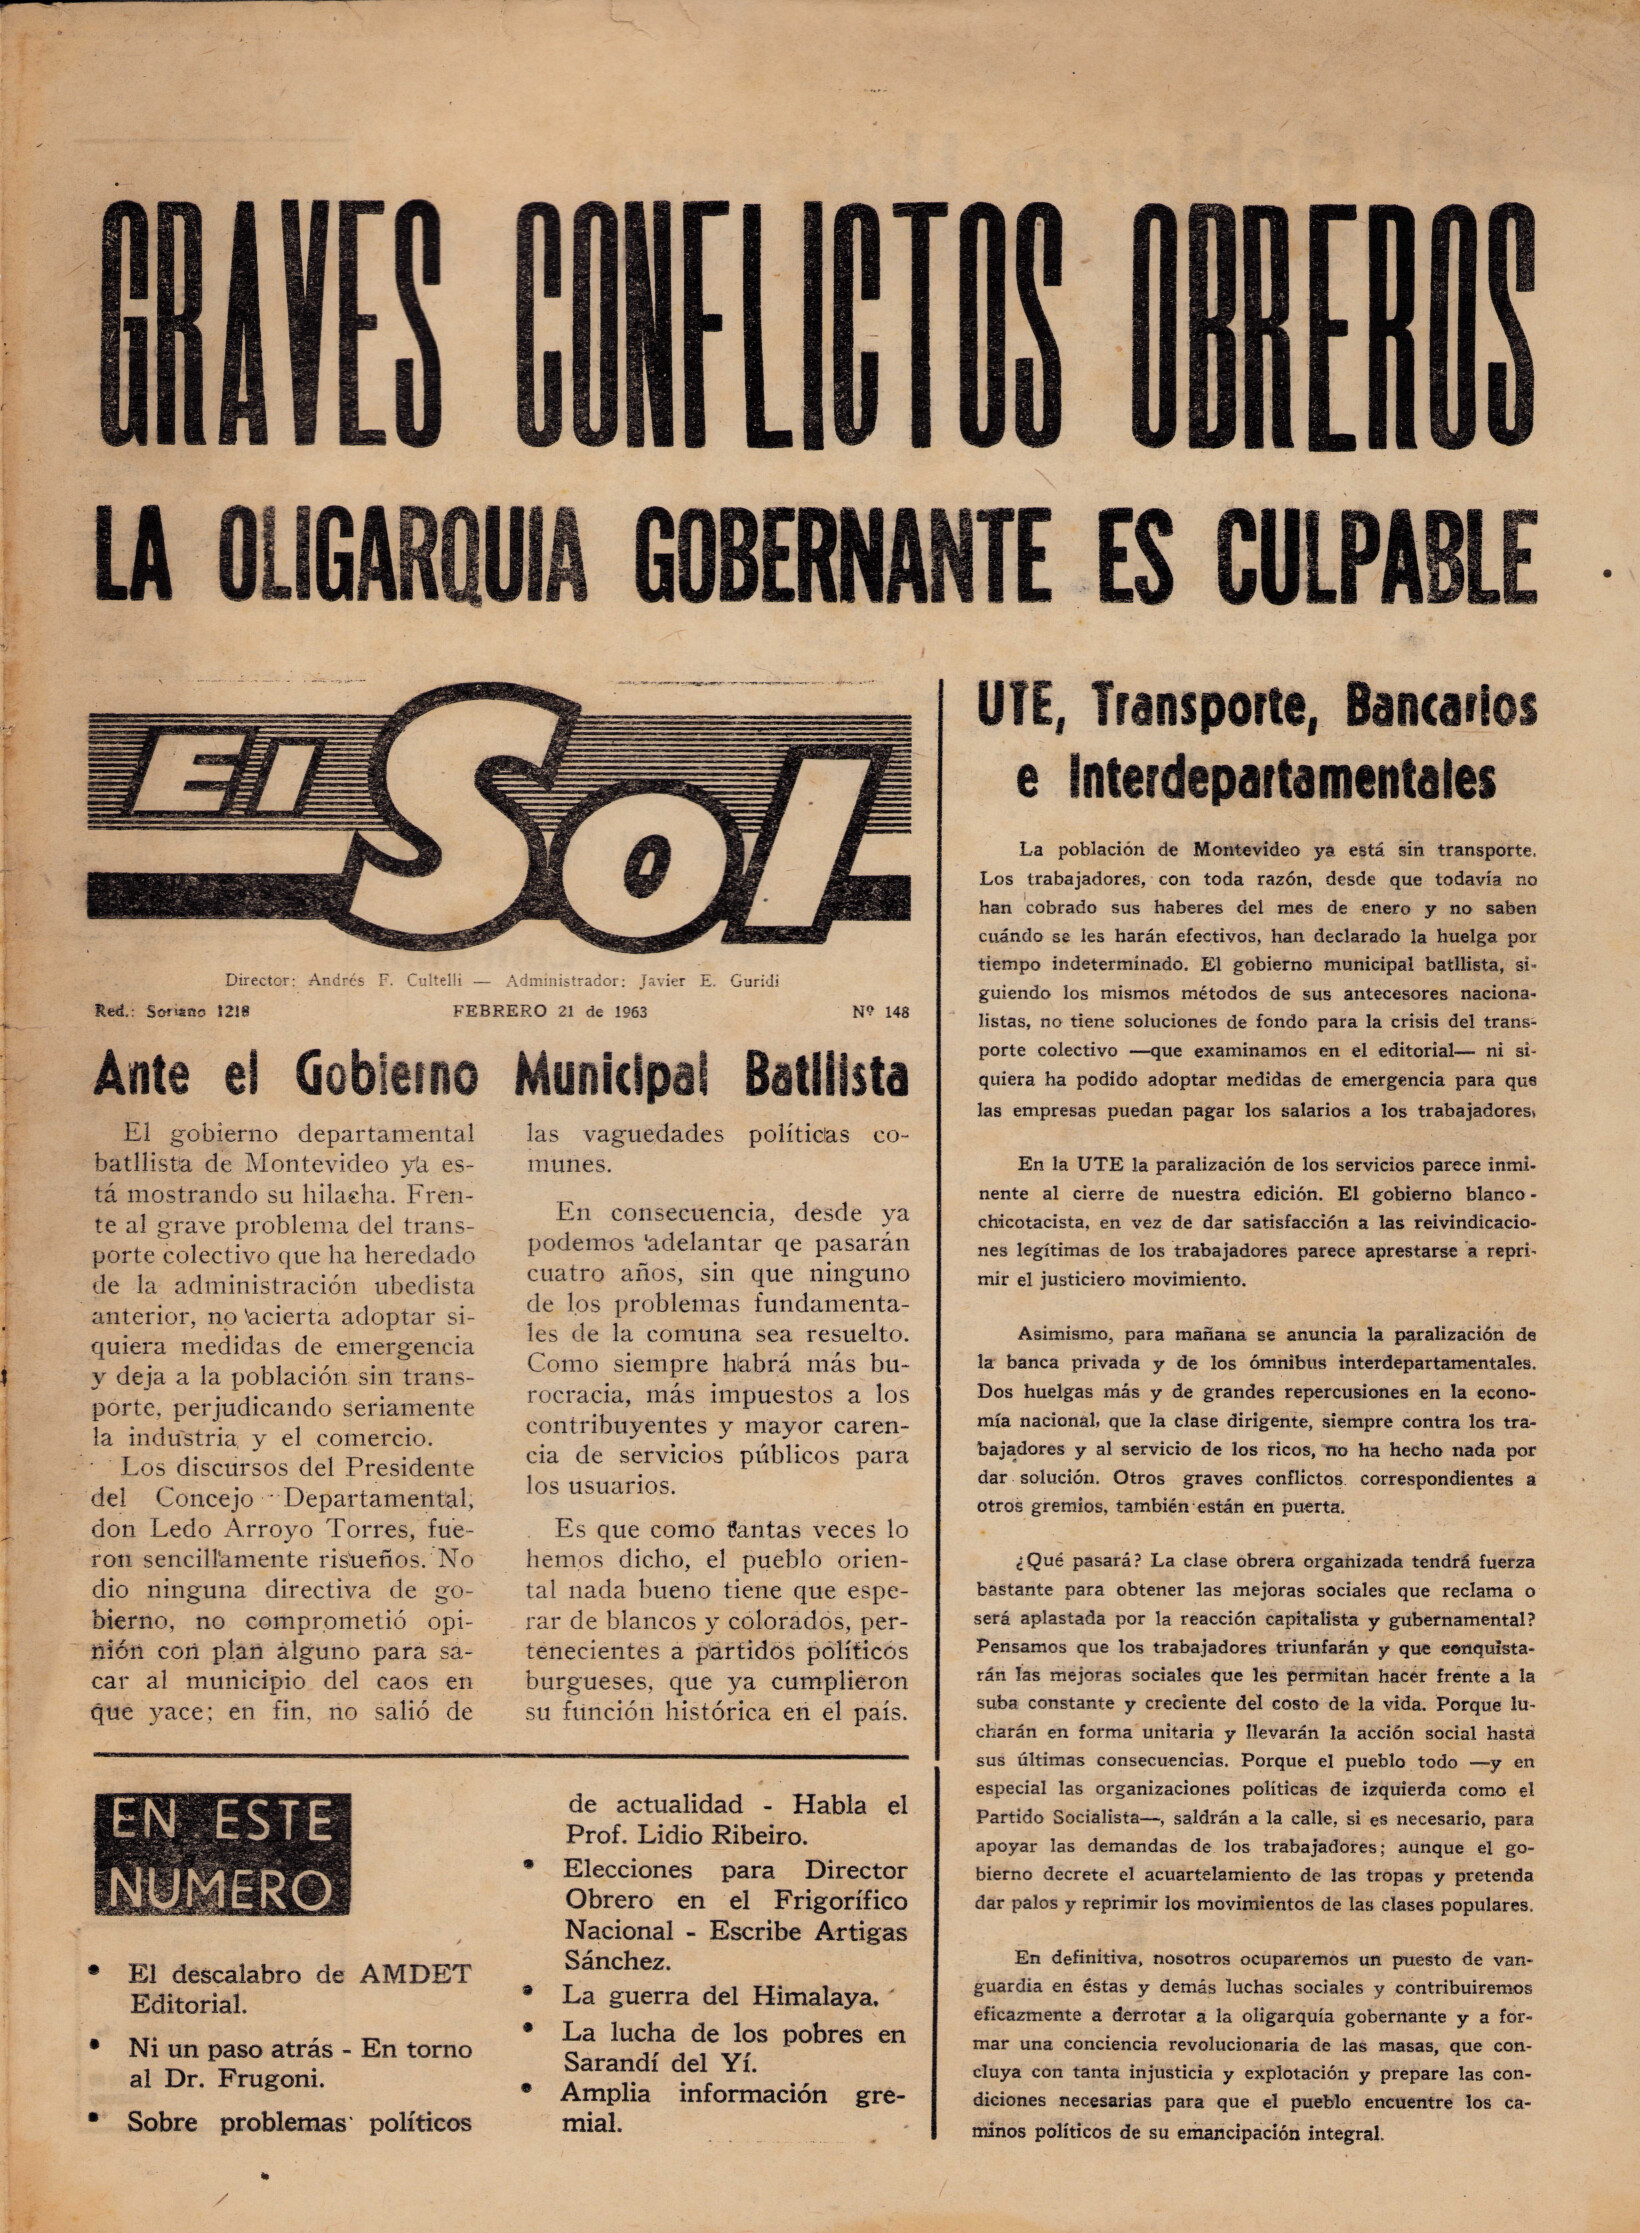 GRAVES CONFLICTOS OBREROS
LA OLIGARQUIA GOBERNANTE ES CULPABLE
El Sol
Director: Andrés F. Cultelli — Administrador: Javier E. Guridi
Red.: Soriano 1218 FEBRERO 21 de 1963 Nº 148
Ante el Gobierno Municipal Batllista
El gobierno departamental
batllista de Montevideo ya es-
tá mostrando su hilacha. Fren-
te al grave problema del trans-
porte colectivo que ha heredado
de la administración ubedista
anterior, no acierta adoptar si-
quiera medidas de emergencia
y deja a la población sin trans-
porte, perjudicando seriamente
la industria y el comercio.
Los discursos del Presidente
del Concejo Departamental,
don Ledo Arroyo Torres, fue-
ron sencillamente risueños. No
dio ninguna directiva de go-
bierno, no comprometió opi-
nión con plan alguno para sa-
car al municipio del caos en
que yace; en fin, no salió de
las vaguedades políticas co-
munes.
En consecuencia, desde ya
podemos adelantar qe pasarán
cuatro años, sin que ninguno
de los problemas fundamenta-
les de la comuna sea resuelto.
Como siempre habrá más bu-
rocracia, más impuestos a los
contribuyentes y mayor caren-
cia de servicios públicos para
los usuarios.
Es que como tantas veces lo
hemos dicho, el pueblo orien-
tal nada bueno tiene que espe-
rar de blancos y colorados, per-
tenecientes a partidos políticos
burgueses, que ya cumplieron
su función histórica en el país.
EN ESTE
NUMERO
• El descalabro de AMDET
Editorial.
• Ni un paso atrás - En torno
al Dr. Frugoni.
• Sobre problemas políticos
de actualidad - Habla el
Prof. Lidio Ribeiro.
• Elecciones para Director
Obrero en el Frigorífico
Nacional - Escribe Artigas
Sánchez.
• La guerra del Himalaya.
• La lucha de los pobres en
Sarandí del Yí.
• Amplia información gre-
mial.
UTE, Transporte, Bancarios
e Interdepartamentales
La población de Montevideo ya está sin transporte.
Los trabajadores, con toda razón, desde que todavía no
han cobrado sus haberes del mes de enero y no saben
cuándo se les harán efectivos, han declarado la huelga por
tiempo indeterminado. El gobierno municipal batllista, si-
guiendo los mismos métodos de sus antecesores naciona-
listas, no tiene soluciones de fondo para la crisis del trans-
porte colectivo —que examinamos en el editorial— ni si-
quiera ha podido adoptar medidas de emergencia para que
las empresas puedan pagar los salarios a los trabajadores,
En la UTE la paralización de los servicios parece inmi-
nente al cierre de nuestra edición. El gobierno blanco -
chicotacista, en vez de dar satisfacción a las reivindicacio-
nes legítimas de los trabajadores parece aprestarse a repri-
mir el justiciero movimiento.
Asimismo, para mañana se anuncia la paralización de
la banca privada y de los ómnibus interdepartamentales.
Dos huelgas más y de grandes repercusiones en la econo-
mía nacional, que la clase dirigente, siempre contra los tra-
bajadores y al servicio de los ricos, no ha hecho nada por
dar solución. Otros graves conflictos correspondientes a
otros gremios, también están en puerta.
¿Qué pasará? La clase obrera organizada tendrá fuerza
bastante para obtener las mejoras sociales que reclama o
será aplastada por la reacción capitalista y gubernamental?
Pensamos que los trabajadores triunfarán y que conquista-
rán las mejoras sociales que les permitan hacer frente a la
suba constante y creciente del costo de la vida. Porque lu-
charán en forma unitaria y llevarán la acción social hasta
sus últimas consecuencias. Porque el pueblo todo —y en
especial las organizaciones políticas de izquierda como el
Partido Socialista—, saldrán a la calle, si es necesario, para
apoyar las demandas de los trabajadores; aunque el go-
bierno decrete el acuartelamiento de las tropas y pretenda
dar palos y reprimir los movimientos de las clases populares.
En definitiva, nosotros ocuparemos un puesto de van-
guardia en éstas y demás luchas sociales y contribuiremos
eficazmente a derrotar a la oligarquía gobernante y a for-
mar una conciencia revolucionaria de las masas, que con-
cluya con tanta injusticia y explotación y prepare las con-
diciones necesarias para que el pueblo encuentre los ca-
minos políticos de su emancipación integral.